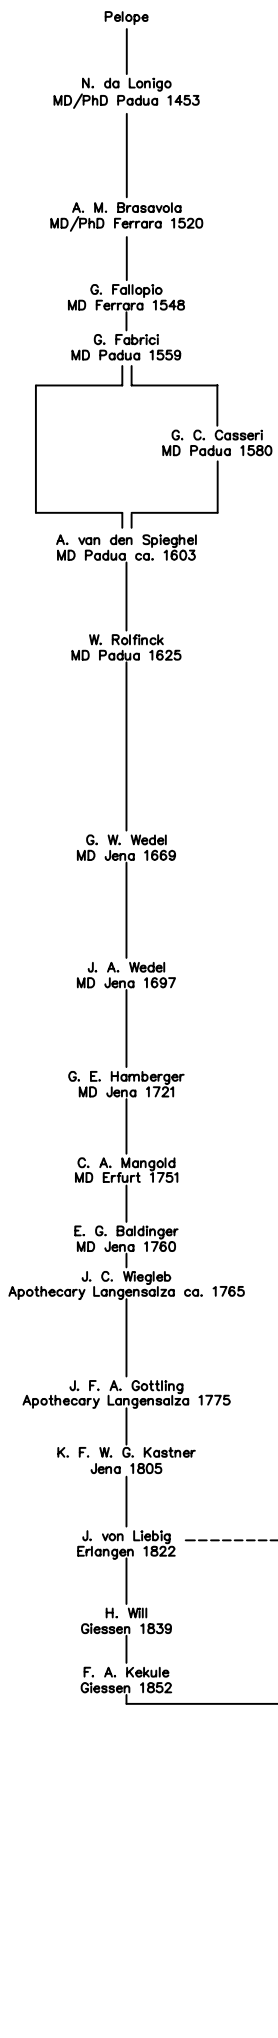 Pelope
N. da Lonigo
MD/PhD Padua 1453
A. M. Brasavola
MD/PhD Ferrara 1520
G. Fallopio
MD Ferrara 1548
G. Fabrici
MD Padua 1559
G. C. Casseri
MD Padua 1580
A. van den Spieghel
MD Padua ca. 1603
W. Rolfinck
MD Padua 1625
G. W. Wedel
MD Jena 1669
J. A. Wedel
MD Jena 1697
G. E. Hamberger
MD Jena 1721
C. A. Mangold
MD Erfurt 1751
E. G. Baldinger
MD Jena 1760
J. C. Wiegleb
Apothecary Langensalza ca. 1765
J. F. A. Gottling
Apothecary Langensalza 1775
K. F. W. G. Kastner
Jena 1805
J. von Liebig
Erlangen 1822
H. Will
Giessen 1839
F. A. Kekule
Giessen 1852